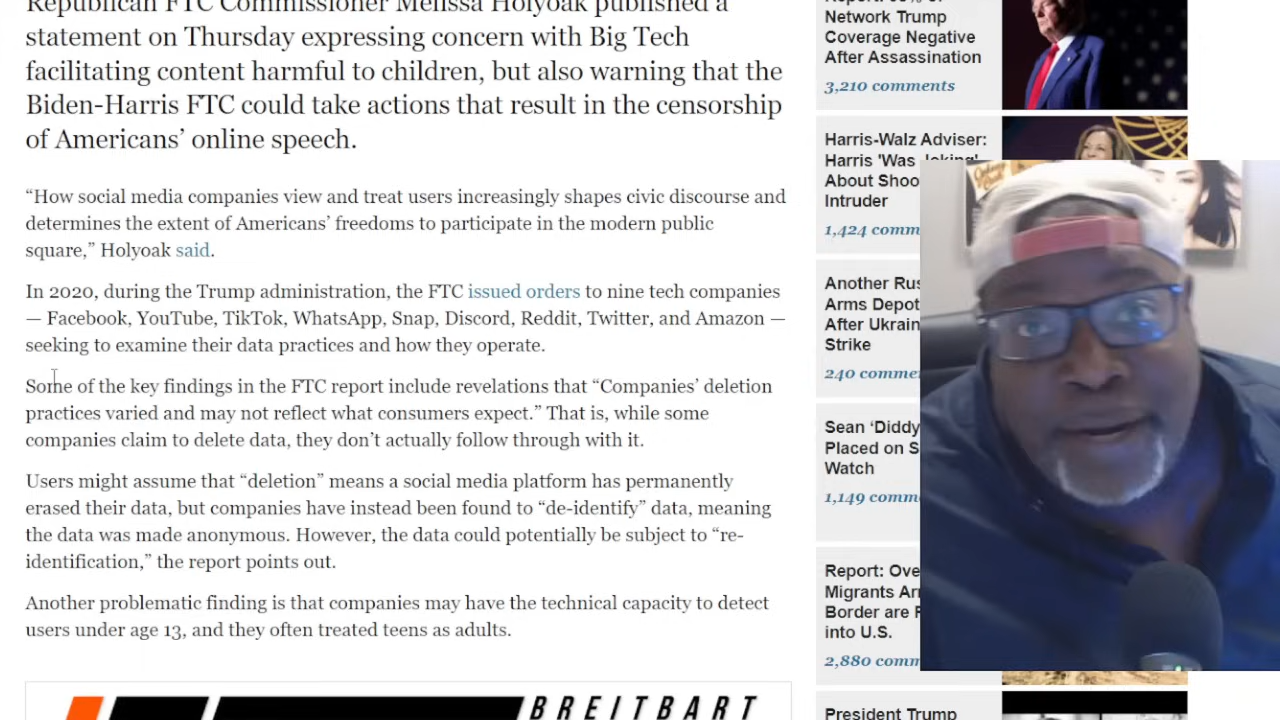 Republican FTC Commissioner Melissa Holyoak published a
statement on Thursday expressing concern with Big Tech
facilitating content harmful to children, but also warning that the
Biden-Harris FTC could take actions that result in the censorship
of Americans’ online speech.
“How social media companies view and treat users increasingly shapes civic discourse and
determines the extent of Americans’ freedoms to participate in the modern public
square,” Holyoak said.
In 2020, during the Trump administration, the FTC issued orders to nine tech companies
— Facebook, YouTube, TikTok, WhatsApp, Snap, Discord, Reddit, Twitter, and Amazon —
seeking to examine their data practices and how they operate.
Some of the key findings in the FTC report include revelations that “Companies’ deletion
practices varied and may not reflect what consumers expect.” That is, while some
companies claim to delete data, they don’t actually follow through with it.
Users might assume that “deletion” means a social media platform has permanently
erased their data, but companies have instead been found to “de-identify” data, meaning
the data was made anonymous. However, the data could potentially be subject to “re-
identification,” the report points out.
Another problematic finding is that companies may have the technical capacity to detect
users under age 13, and they often treated teens as adults.
BREITBART
Network Trump
Coverage Negative
After Assassination
3,210 comments
Harris-Walz Adviser:
Harris 'Was Joking'
About Shoo
Intruder
1,424 comm
Another Rus
Arms Depot
After Ukrain
Strike
240 comme
Sean ‘Diddy
Placed on S
Watch
1,149 comm
Report: Ove
Migrants Ar
Border are F
into U.S.
2,880 comm
President Trump